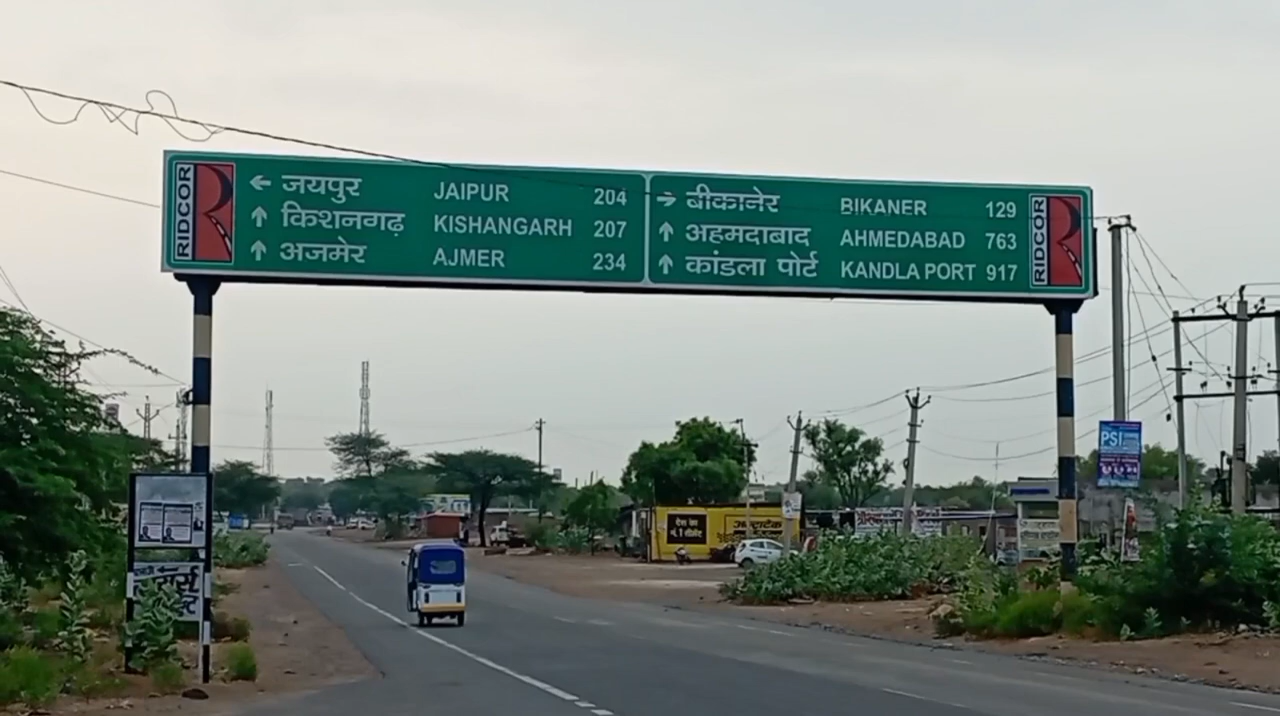 RIDCOR
← जयपुर JAIPUR 204
↑ किशनगढ़ KISHANGARH 207
↑ अजमेर AJMER 234
→ बीकानेर BIKANER 129
↑ अहमदाबाद AHMEDABAD 763
↑ कांडला पोर्ट KANDLA PORT 917
RIDCOR
PSI